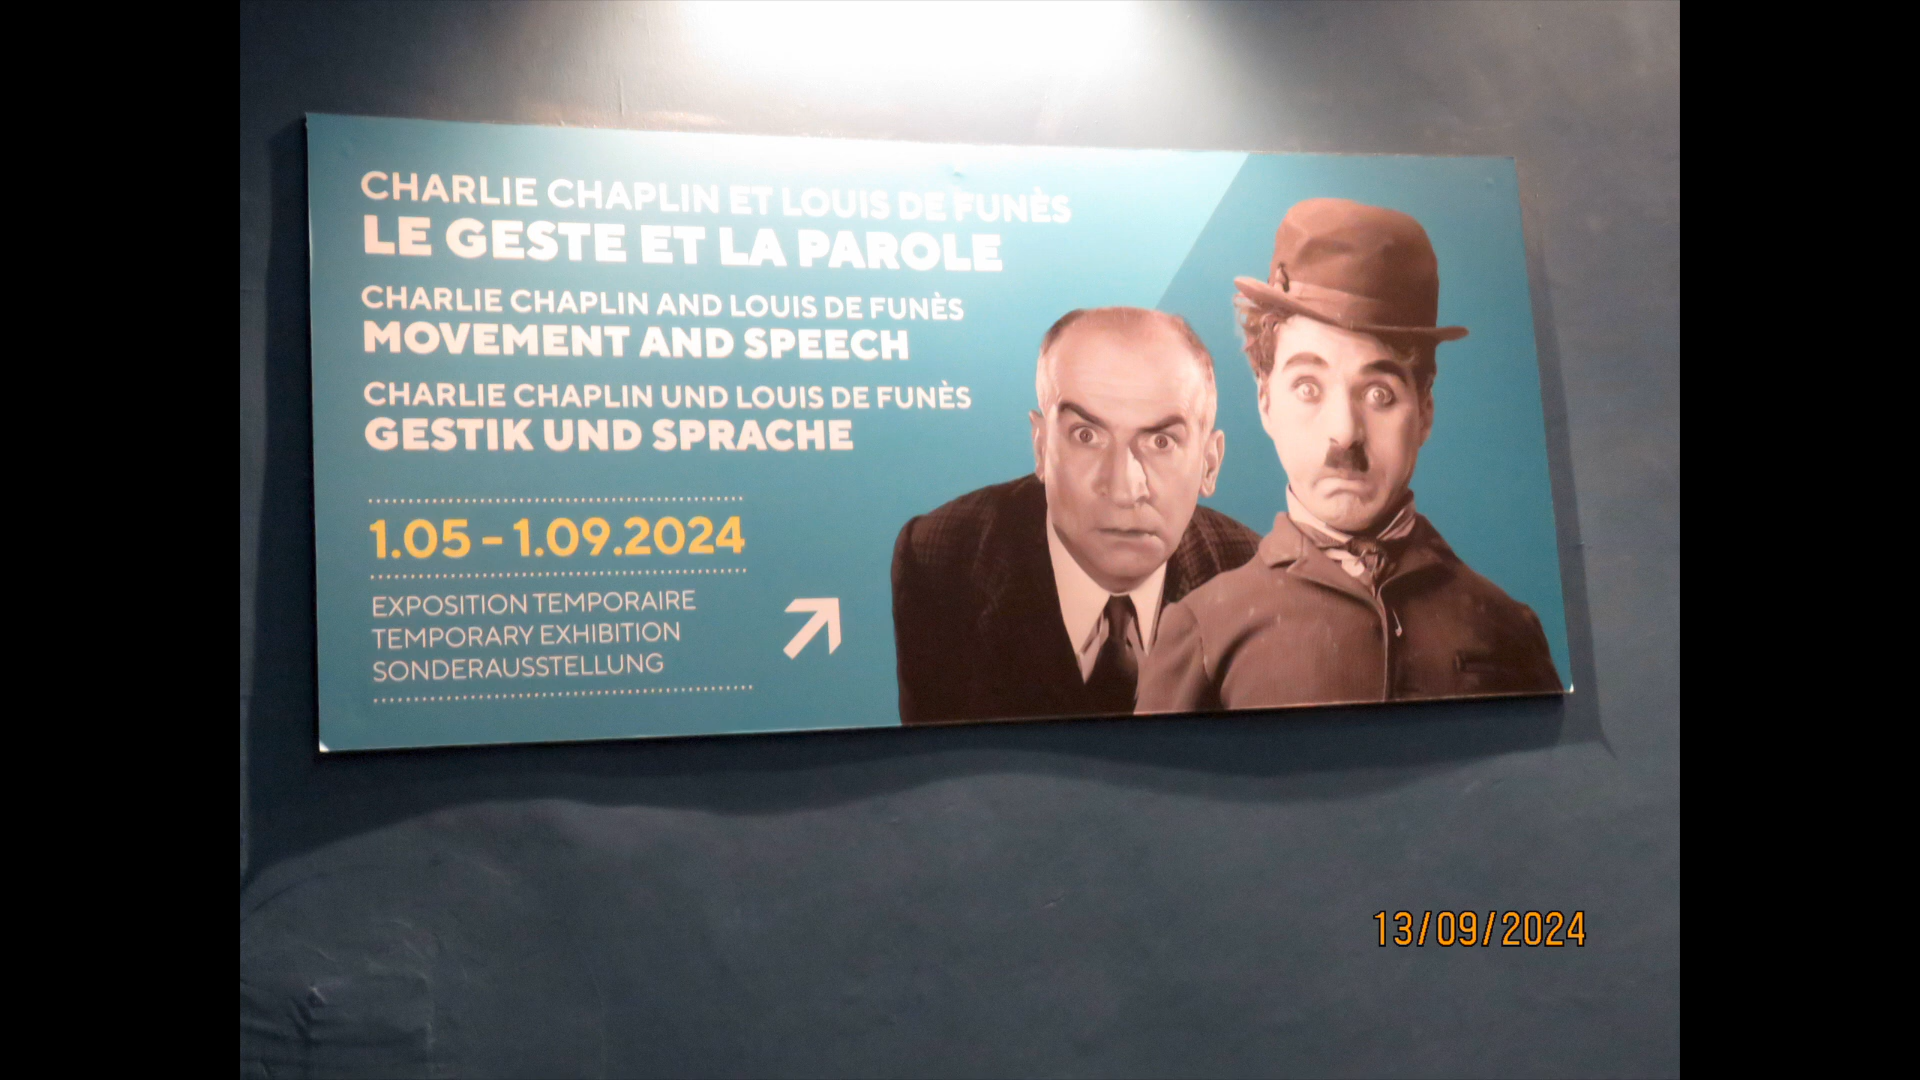 CHARLIE CHAPLIN ET LOUIS DE FUNÈS
LE GESTE ET LA PAROLE
CHARLIE CHAPLIN AND LOUIS DE FUNÈS
MOVEMENT AND SPEECH
CHARLIE CHAPLIN UND LOUIS DE FUNÈS
GESTIK UND SPRACHE
1.05 - 1.09.2024
EXPOSITION TEMPORAIRE
TEMPORARY EXHIBITION
SONDERAUSSTELLUNG
13/09/2024